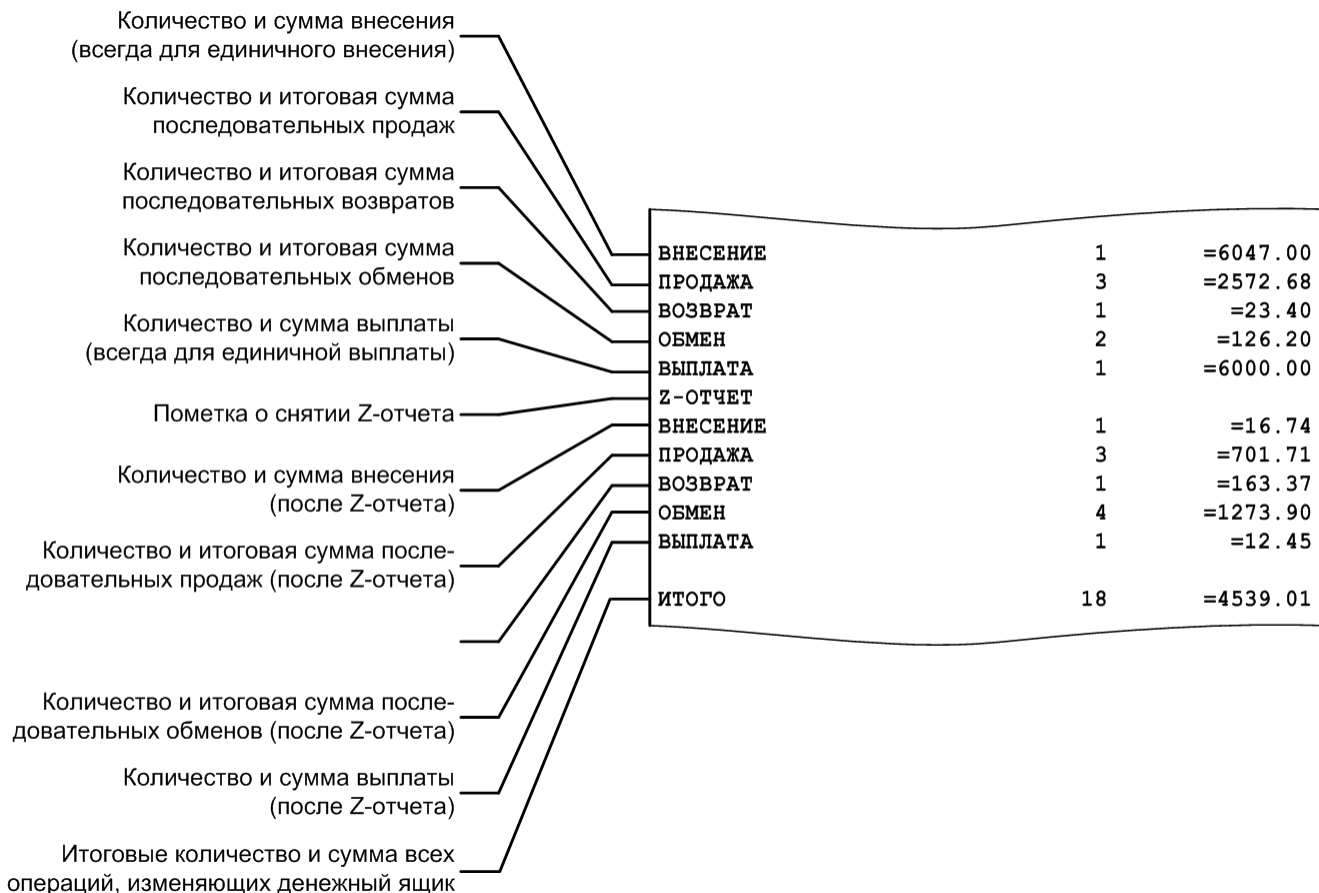 Количество и сумма внесения
(всегда для единичного внесения)
Количество и итоговая сумма
последовательных продаж
Количество и итоговая сумма
последовательных возвратов
Количество и итоговая сумма
последовательных обменов
Количество и сумма выплаты
(всегда для единичной выплаты)
Пометка о снятии Z-отчета
Количество и сумма внесения
(после Z-отчета)
Количество и итоговая сумма после-
довательных продаж (после Z-отчета)
Количество и итоговая сумма после-
довательных обменов (после Z-отчета)
Количество и сумма выплаты
(после Z-отчета)
Итоговые количество и сумма всех
операций, изменяющих денежный ящик
ВНЕСЕНИЕ 1 =6047.00
ПРОДАЖА 3 =2572.68
ВОЗВРАТ 1 =23.40
ОБМЕН 2 =126.20
ВЫПЛАТА 1 =6000.00
Z-ОТЧЕТ
ВНЕСЕНИЕ 1 =16.74
ПРОДАЖА 3 =701.71
ВОЗВРАТ 1 =163.37
ОБМЕН 4 =1273.90
ВЫПЛАТА 1 =12.45
ИТОГО 18 =4539.01